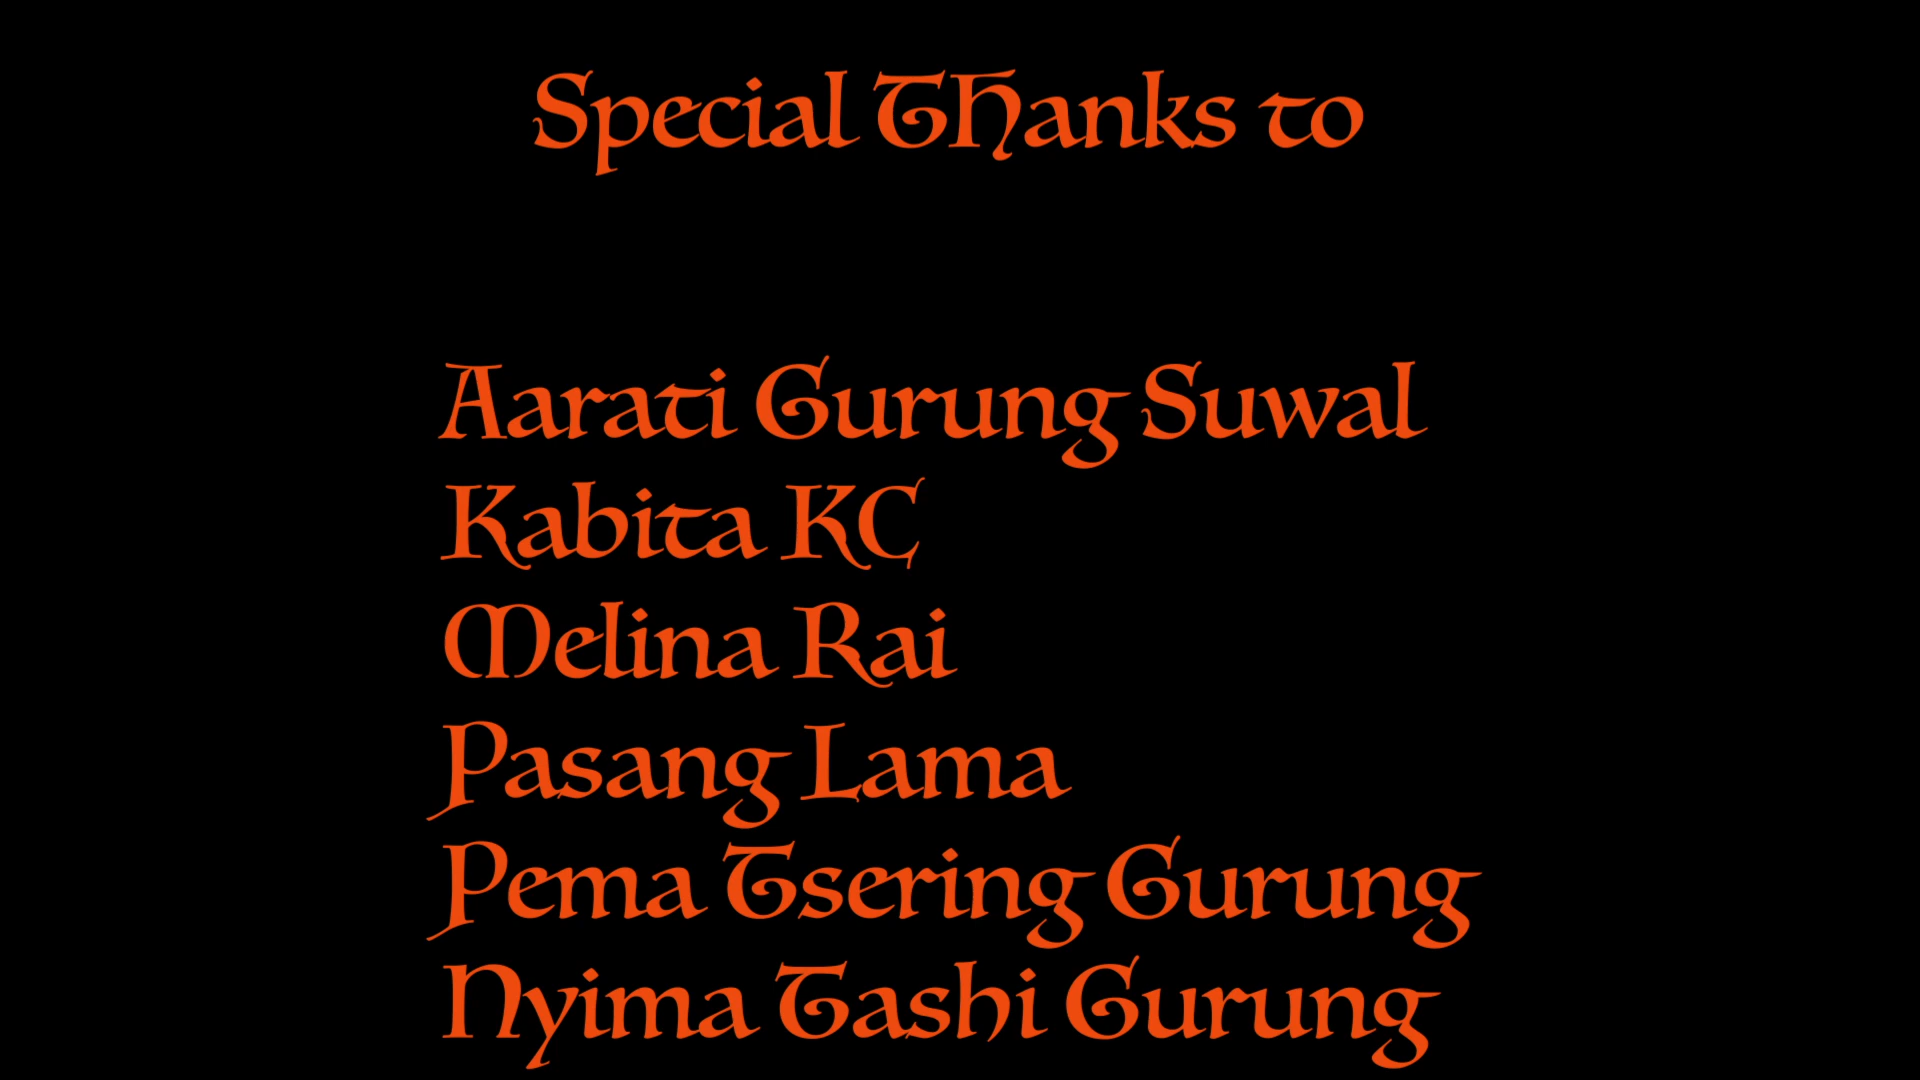 Special THanks to
Aarati Gurung Suwal
Kabita KC
Melina Rai
Pasang Lama
Pema Tsering Gurung
Nyima Tashi Gurung